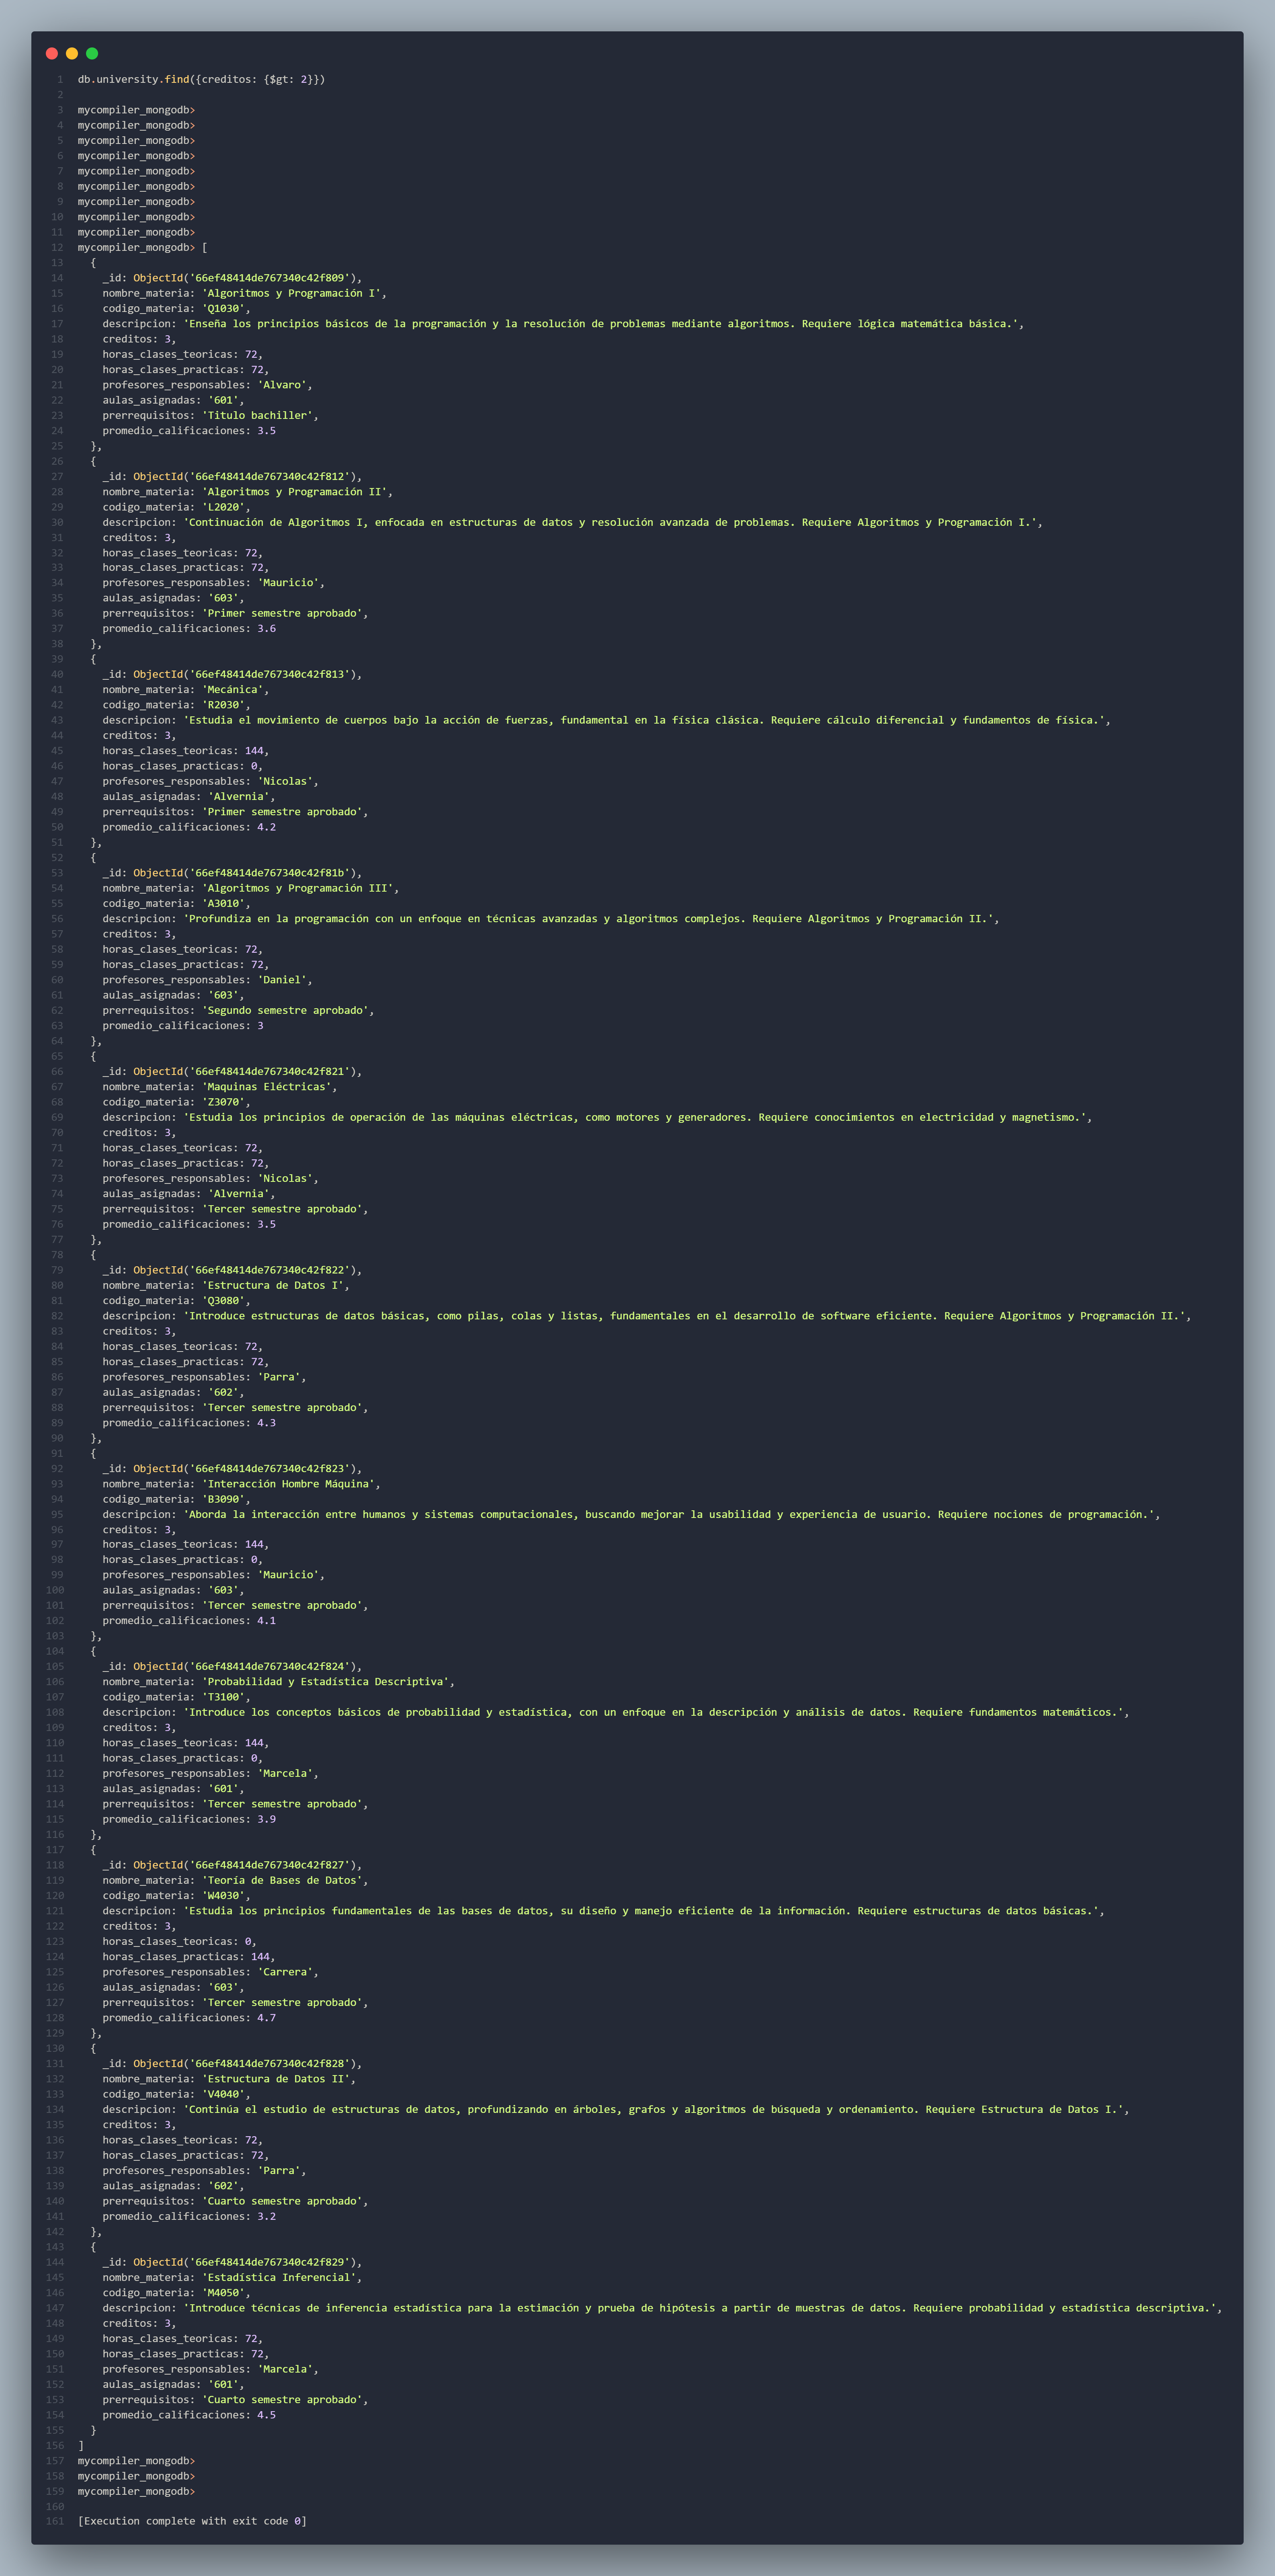 1 db.university.find({creditos: {$gt: 2}})
2
3 mycompiler_mongodb>
4 mycompiler_mongodb>
5 mycompiler_mongodb>
6 mycompiler_mongodb>
7 mycompiler_mongodb>
8 mycompiler_mongodb>
9 mycompiler_mongodb>
10 mycompiler_mongodb>
11 mycompiler_mongodb>
12 mycompiler_mongodb> [
13 {
14 _id: ObjectId('66ef48414de767340c42f809'),
15 nombre_materia: 'Algoritmos y Programación I',
16 codigo_materia: 'Q1030',
17 descripcion: 'Enseña los principios básicos de la programación y la resolución de problemas mediante algoritmos. Requiere lógica matemática básica.',
18 creditos: 3,
19 horas_clases_teoricas: 72,
20 horas_clases_practicas: 72,
21 profesores_responsables: 'Alvaro',
22 aulas_asignadas: '601',
23 prerrequisitos: 'Titulo bachiller',
24 promedio_calificaciones: 3.5
25 },
26 {
27 _id: ObjectId('66ef48414de767340c42f812'),
28 nombre_materia: 'Algoritmos y Programación II',
29 codigo_materia: 'L2020',
30 descripcion: 'Continuación de Algoritmos I, enfocada en estructuras de datos y resolución avanzada de problemas. Requiere Algoritmos y Programación I.',
31 creditos: 3,
32 horas_clases_teoricas: 72,
33 horas_clases_practicas: 72,
34 profesores_responsables: 'Mauricio',
35 aulas_asignadas: '603',
36 prerrequisitos: 'Primer semestre aprobado',
37 promedio_calificaciones: 3.6
38 },
39 {
40 _id: ObjectId('66ef48414de767340c42f813'),
41 nombre_materia: 'Mecánica',
42 codigo_materia: 'R2030',
43 descripcion: 'Estudia el movimiento de cuerpos bajo la acción de fuerzas, fundamental en la física clásica. Requiere cálculo diferencial y fundamentos de física.',
44 creditos: 3,
45 horas_clases_teoricas: 144,
46 horas_clases_practicas: 0,
47 profesores_responsables: 'Nicolas',
48 aulas_asignadas: 'Alvernia',
49 prerrequisitos: 'Primer semestre aprobado',
50 promedio_calificaciones: 4.2
51 },
52 {
53 _id: ObjectId('66ef48414de767340c42f81b'),
54 nombre_materia: 'Algoritmos y Programación III',
55 codigo_materia: 'A3010',
56 descripcion: 'Profundiza en la programación con un enfoque en técnicas avanzadas y algoritmos complejos. Requiere Algoritmos y Programación II.',
57 creditos: 3,
58 horas_clases_teoricas: 72,
59 horas_clases_practicas: 72,
60 profesores_responsables: 'Daniel',
61 aulas_asignadas: '603',
62 prerrequisitos: 'Segundo semestre aprobado',
63 promedio_calificaciones: 3
64 },
65 {
66 _id: ObjectId('66ef48414de767340c42f821'),
67 nombre_materia: 'Maquinas Eléctricas',
68 codigo_materia: 'Z3070',
69 descripcion: 'Estudia los principios de operación de las máquinas eléctricas, como motores y generadores. Requiere conocimientos en electricidad y magnetismo.',
70 creditos: 3,
71 horas_clases_teoricas: 72,
72 horas_clases_practicas: 72,
73 profesores_responsables: 'Nicolas',
74 aulas_asignadas: 'Alvernia',
75 prerrequisitos: 'Tercer semestre aprobado',
76 promedio_calificaciones: 3.5
77 },
78 {
79 _id: ObjectId('66ef48414de767340c42f822'),
80 nombre_materia: 'Estructura de Datos I',
81 codigo_materia: 'Q3080',
82 descripcion: 'Introduce estructuras de datos básicas, como pilas, colas y listas, fundamentales en el desarrollo de software eficiente. Requiere Algoritmos y Programación II.',
83 creditos: 3,
84 horas_clases_teoricas: 72,
85 horas_clases_practicas: 72,
86 profesores_responsables: 'Parra',
87 aulas_asignadas: '602',
88 prerrequisitos: 'Tercer semestre aprobado',
89 promedio_calificaciones: 4.3
90 },
91 {
92 _id: ObjectId('66ef48414de767340c42f823'),
93 nombre_materia: 'Interacción Hombre Máquina',
94 codigo_materia: 'B3090',
95 descripcion: 'Aborda la interacción entre humanos y sistemas computacionales, buscando mejorar la usabilidad y experiencia de usuario. Requiere nociones de programación.',
96 creditos: 3,
97 horas_clases_teoricas: 144,
98 horas_clases_practicas: 0,
99 profesores_responsables: 'Mauricio',
100 aulas_asignadas: '603',
101 prerrequisitos: 'Tercer semestre aprobado',
102 promedio_calificaciones: 4.1
103 },
104 {
105 _id: ObjectId('66ef48414de767340c42f824'),
106 nombre_materia: 'Probabilidad y Estadística Descriptiva',
107 codigo_materia: 'T3100',
108 descripcion: 'Introduce los conceptos básicos de probabilidad y estadística, con un enfoque en la descripción y análisis de datos. Requiere fundamentos matemáticos.',
109 creditos: 3,
110 horas_clases_teoricas: 144,
111 horas_clases_practicas: 0,
112 profesores_responsables: 'Marcela',
113 aulas_asignadas: '601',
114 prerrequisitos: 'Tercer semestre aprobado',
115 promedio_calificaciones: 3.9
116 },
117 {
118 _id: ObjectId('66ef48414de767340c42f827'),
119 nombre_materia: 'Teoría de Bases de Datos',
120 codigo_materia: 'W4030',
121 descripcion: 'Estudia los principios fundamentales de las bases de datos, su diseño y manejo eficiente de la información. Requiere estructuras de datos básicas.',
122 creditos: 3,
123 horas_clases_teoricas: 0,
124 horas_clases_practicas: 144,
125 profesores_responsables: 'Carrera',
126 aulas_asignadas: '603',
127 prerrequisitos: 'Tercer semestre aprobado',
128 promedio_calificaciones: 4.7
129 },
130 {
131 _id: ObjectId('66ef48414de767340c42f828'),
132 nombre_materia: 'Estructura de Datos II',
133 codigo_materia: 'V4040',
134 descripcion: 'Continúa el estudio de estructuras de datos, profundizando en árboles, grafos y algoritmos de búsqueda y ordenamiento. Requiere Estructura de Datos I.',
135 creditos: 3,
136 horas_clases_teoricas: 72,
137 horas_clases_practicas: 72,
138 profesores_responsables: 'Parra',
139 aulas_asignadas: '602',
140 prerrequisitos: 'Cuarto semestre aprobado',
141 promedio_calificaciones: 3.2
142 },
143 {
144 _id: ObjectId('66ef48414de767340c42f829'),
145 nombre_materia: 'Estadística Inferencial',
146 codigo_materia: 'M4050',
147 descripcion: 'Introduce técnicas de inferencia estadística para la estimación y prueba de hipótesis a partir de muestras de datos. Requiere probabilidad y estadística descriptiva.',
148 creditos: 3,
149 horas_clases_teoricas: 72,
150 horas_clases_practicas: 72,
151 profesores_responsables: 'Marcela',
152 aulas_asignadas: '601',
153 prerrequisitos: 'Cuarto semestre aprobado',
154 promedio_calificaciones: 4.5
155 }
156 ]
157 mycompiler_mongodb>
158 mycompiler_mongodb>
159 mycompiler_mongodb>
160
161 [Execution complete with exit code 0]